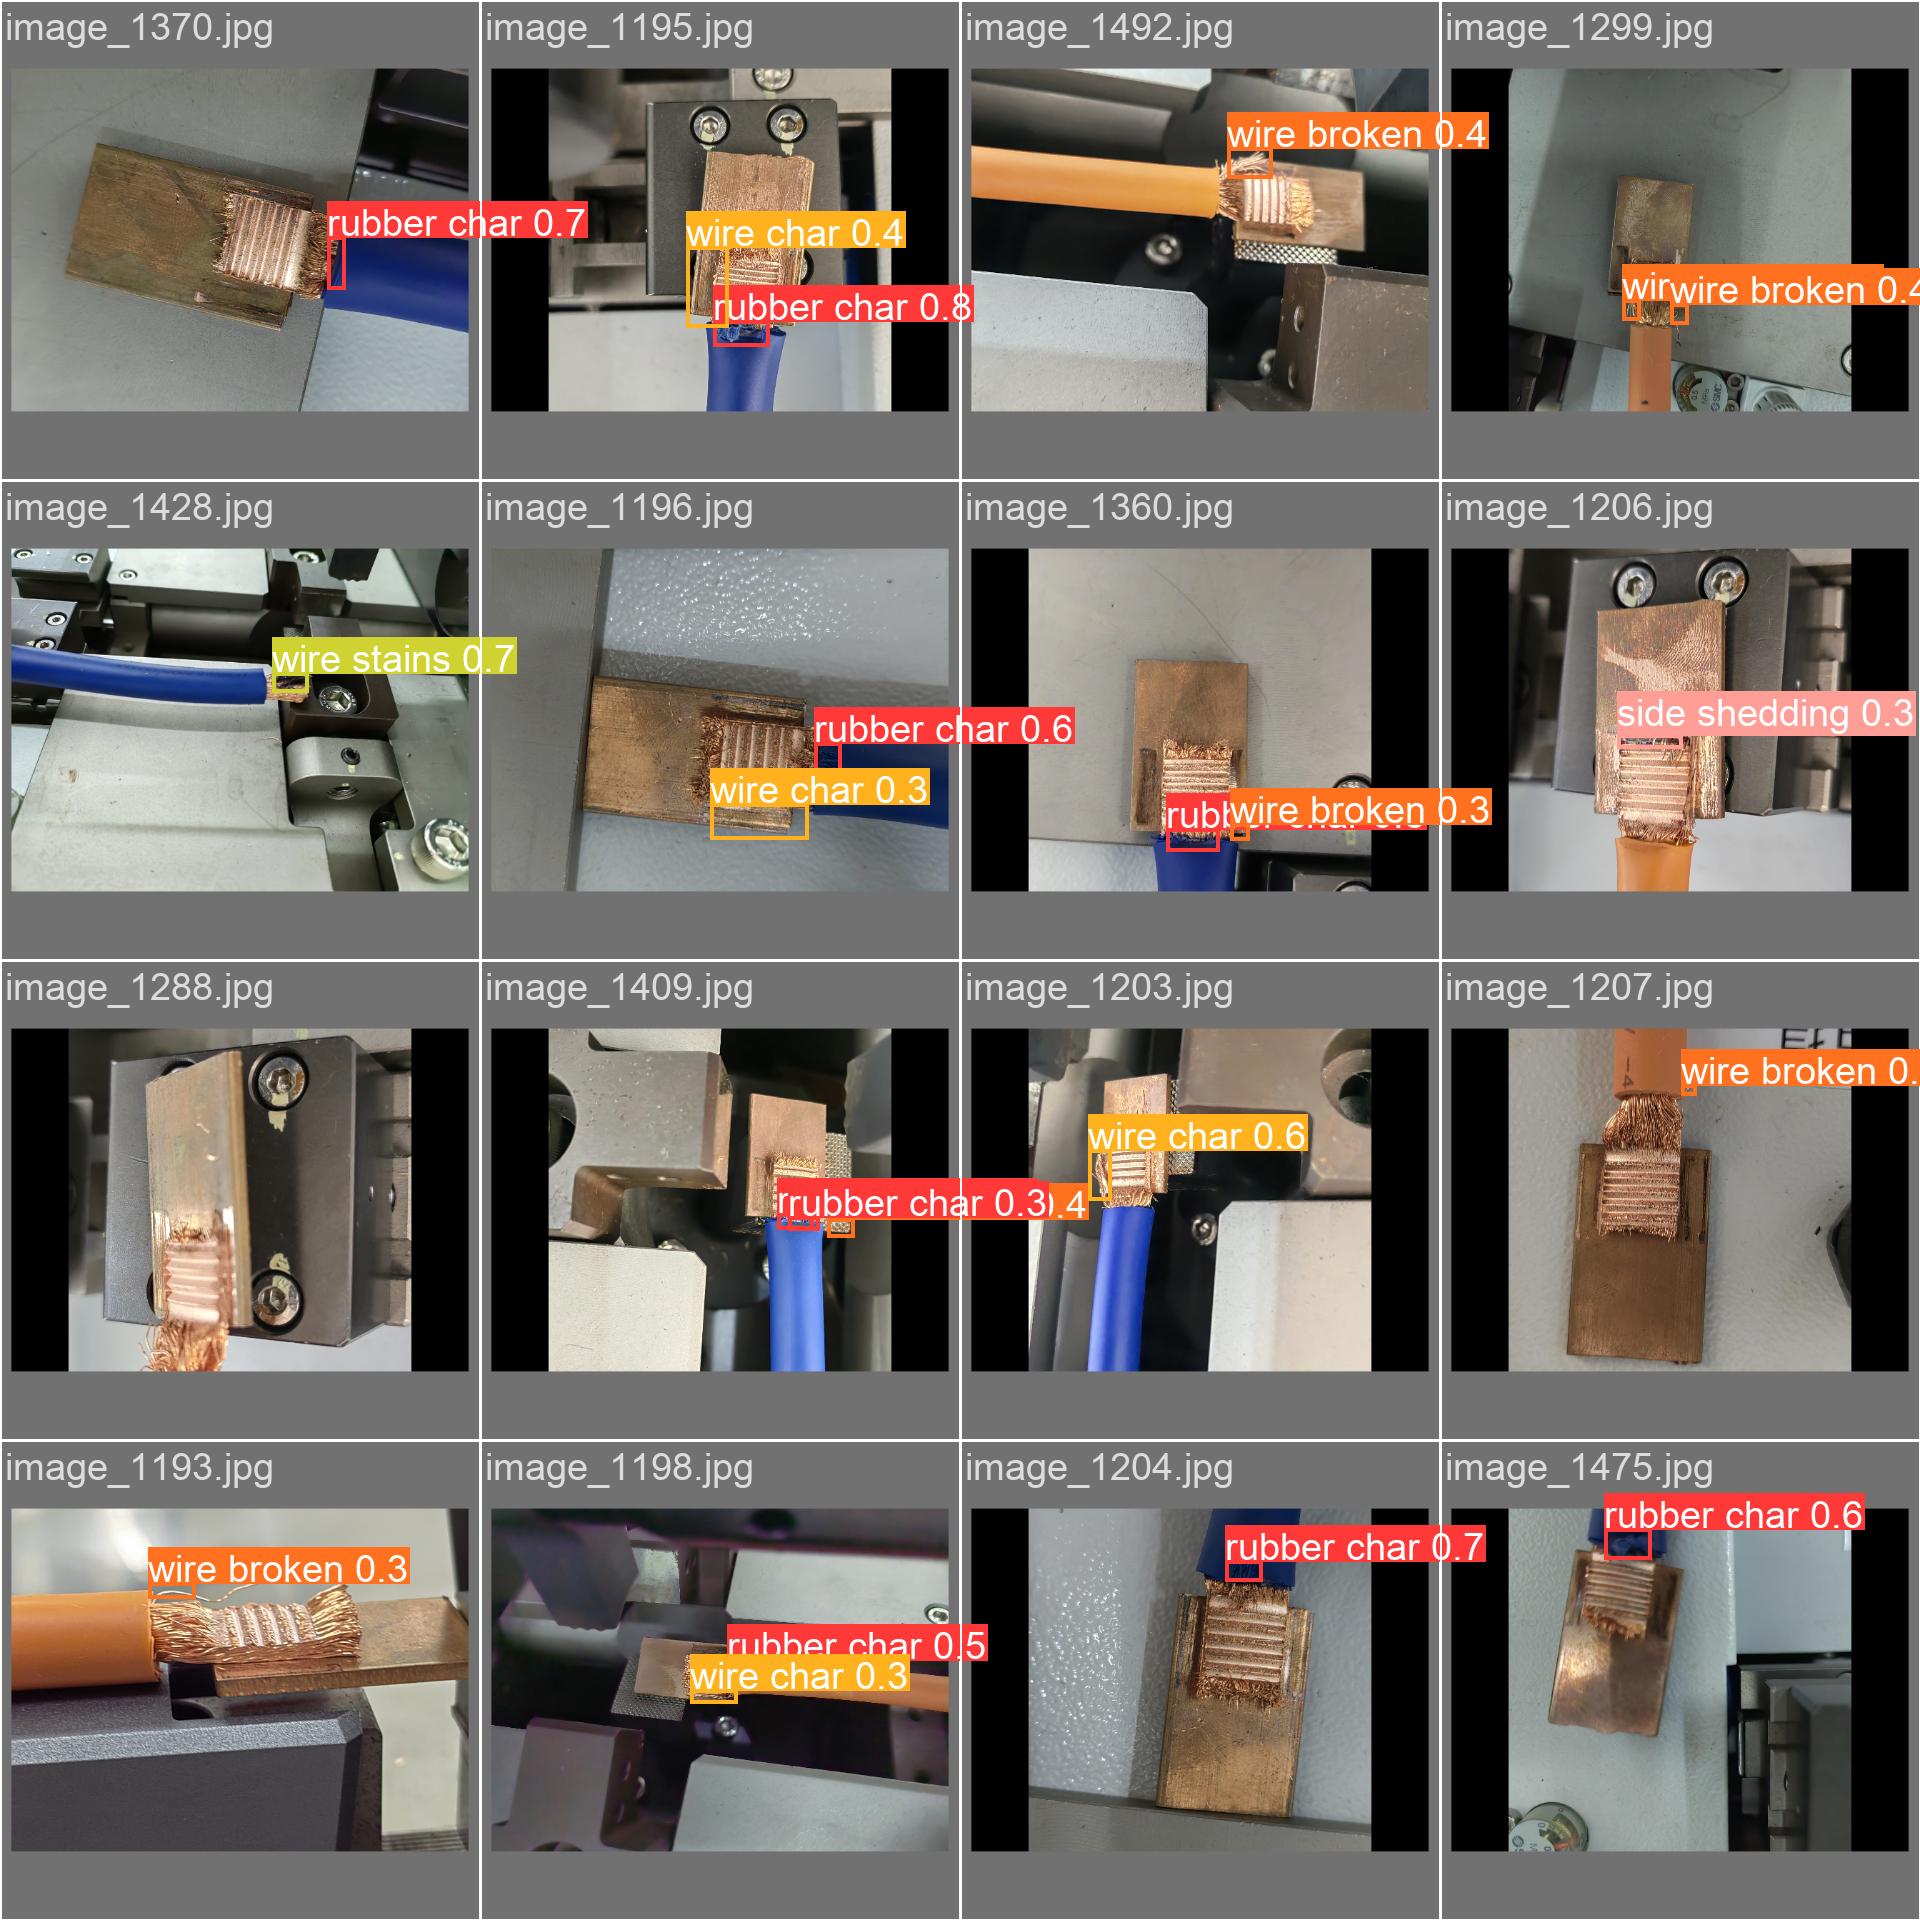 image_1370.jpg
image_1195.jpg
image_1492.jpg
image_1299.jpg
rubber char 0.7
wire char 0.4
rubber char 0.8
wire broken 0.4
wire broken 0.4
image_1428.jpg
image_1196.jpg
image_1360.jpg
image_1206.jpg
wire stains 0.7
rubber char 0.6
wire char 0.3
wire broken 0.3
side shedding 0.3
image_1288.jpg
image_1409.jpg
image_1203.jpg
image_1207.jpg
rubber char 0.3
wire char 0.6
wire broken 0.
image_1193.jpg
image_1198.jpg
image_1204.jpg
image_1475.jpg
wire broken 0.3
rubber char 0.5
wire char 0.3
rubber char 0.7
rubber char 0.6